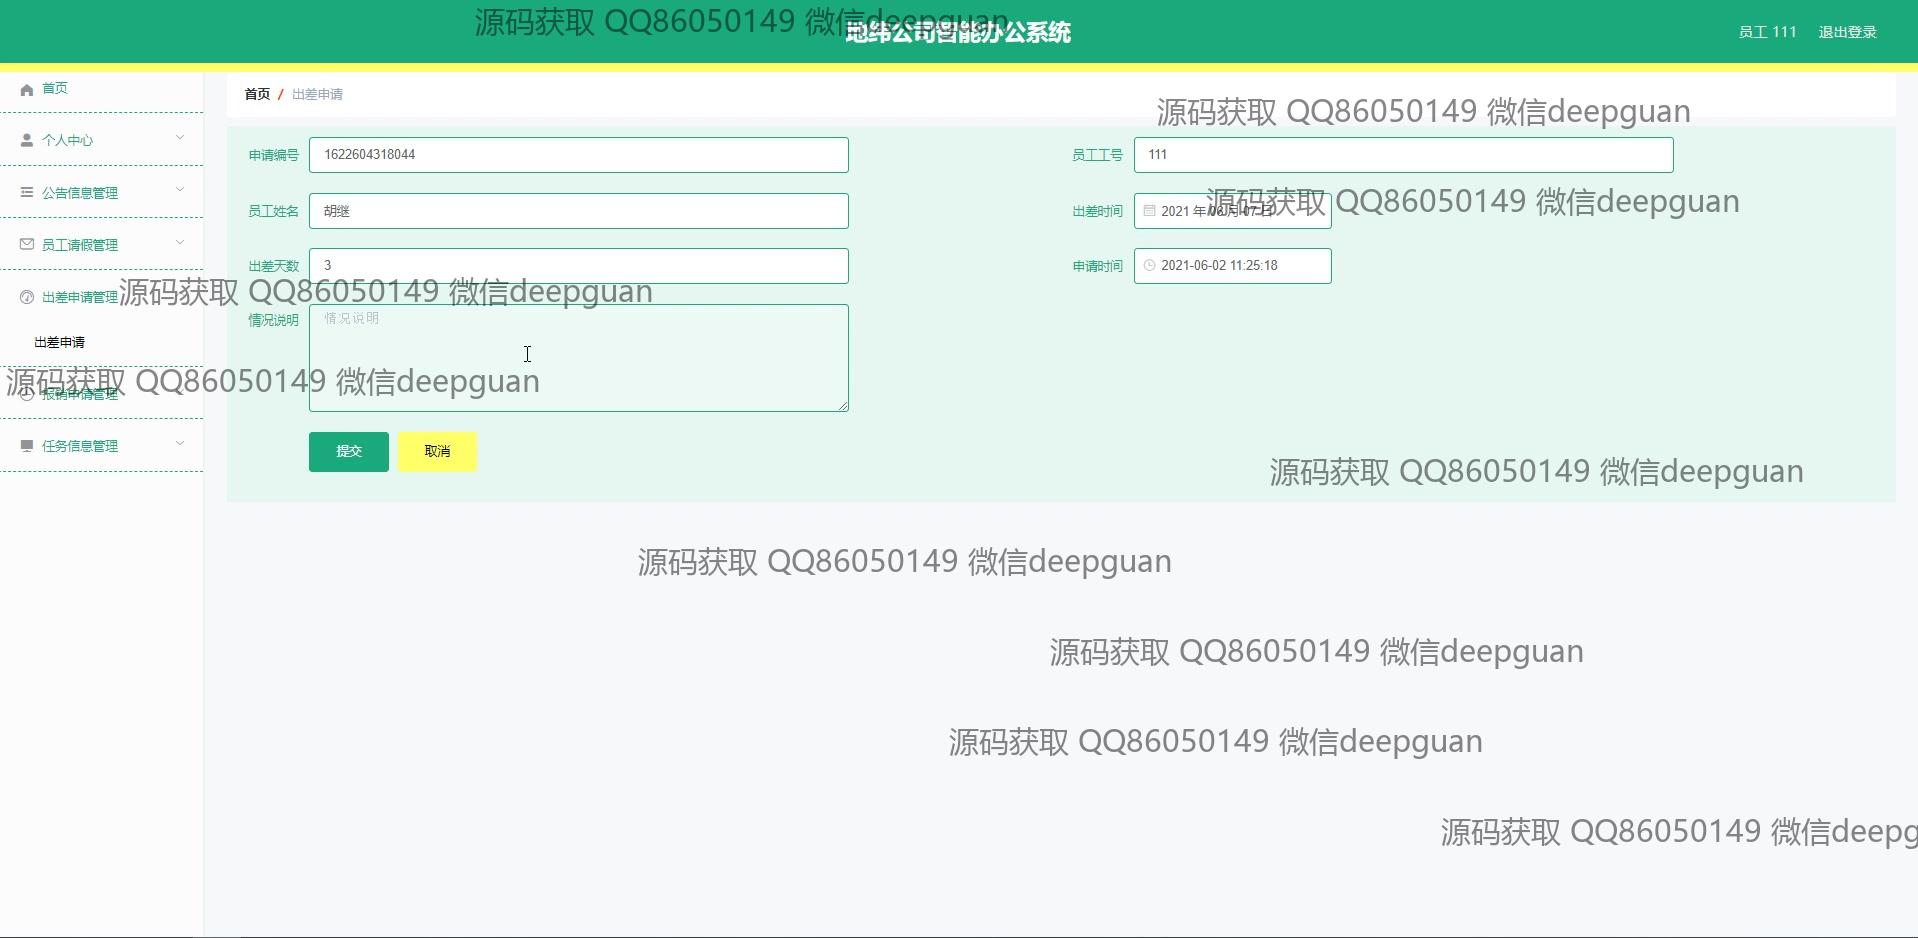 源码获取 QQ86050149 微信deepguan
地纬公司智能办公系统
员工 111 退出登录
首页
首页 / 出差申请
源码获取 QQ86050149 微信deepguan
个人中心
申请编号 1622604318044
员工工号 111
公告信息管理
员工姓名 胡继
出差时间 2021 年 06 月 07 日
源码获取 QQ86050149 微信deepguan
员工请假管理
出差天数 3
申请时间 2021-06-02 11:25:18
出差申请管理
源码获取 QQ86050149 微信deepguan
情况说明 情况说明
出差申请
源码获取 QQ86050149 微信deepguan
报销申请管理
任务信息管理
提交 取消
源码获取 QQ86050149 微信deepguan
源码获取 QQ86050149 微信deepguan
源码获取 QQ86050149 微信deepguan
源码获取 QQ86050149 微信deepguan
源码获取 QQ86050149 微信deepg